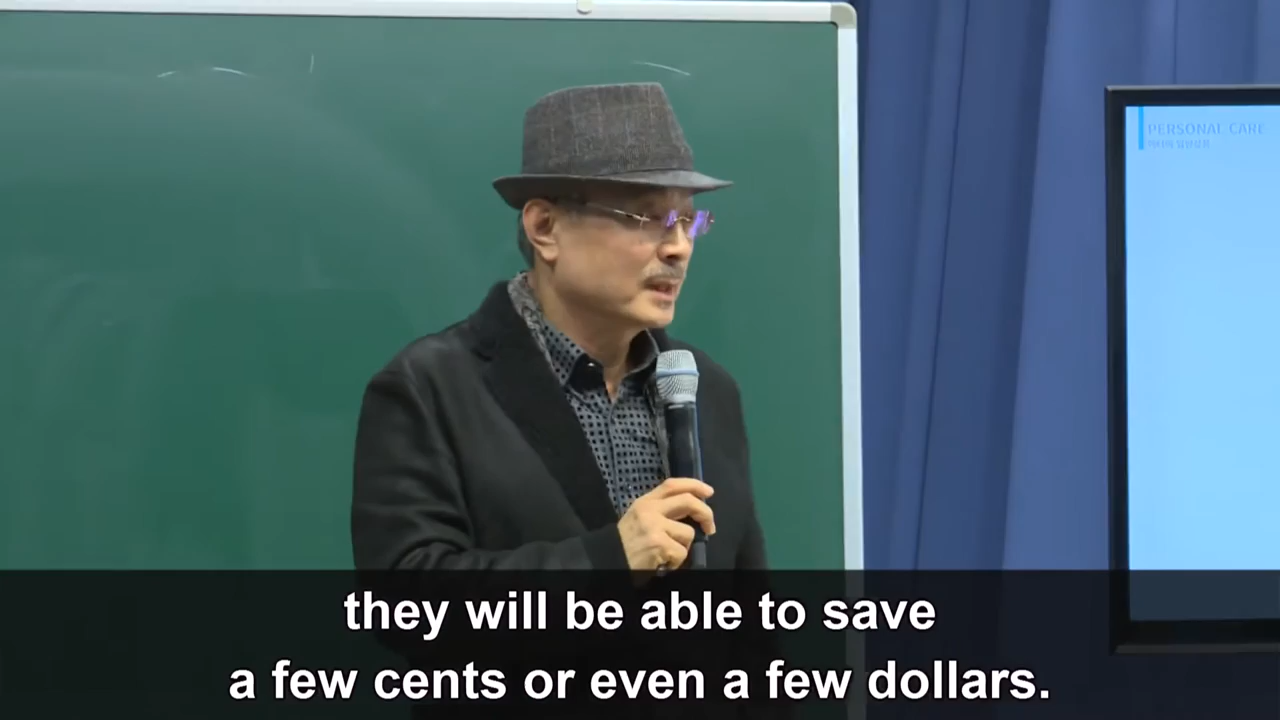 PERSONAL CARE
they will be able to save
a few cents or even a few dollars.